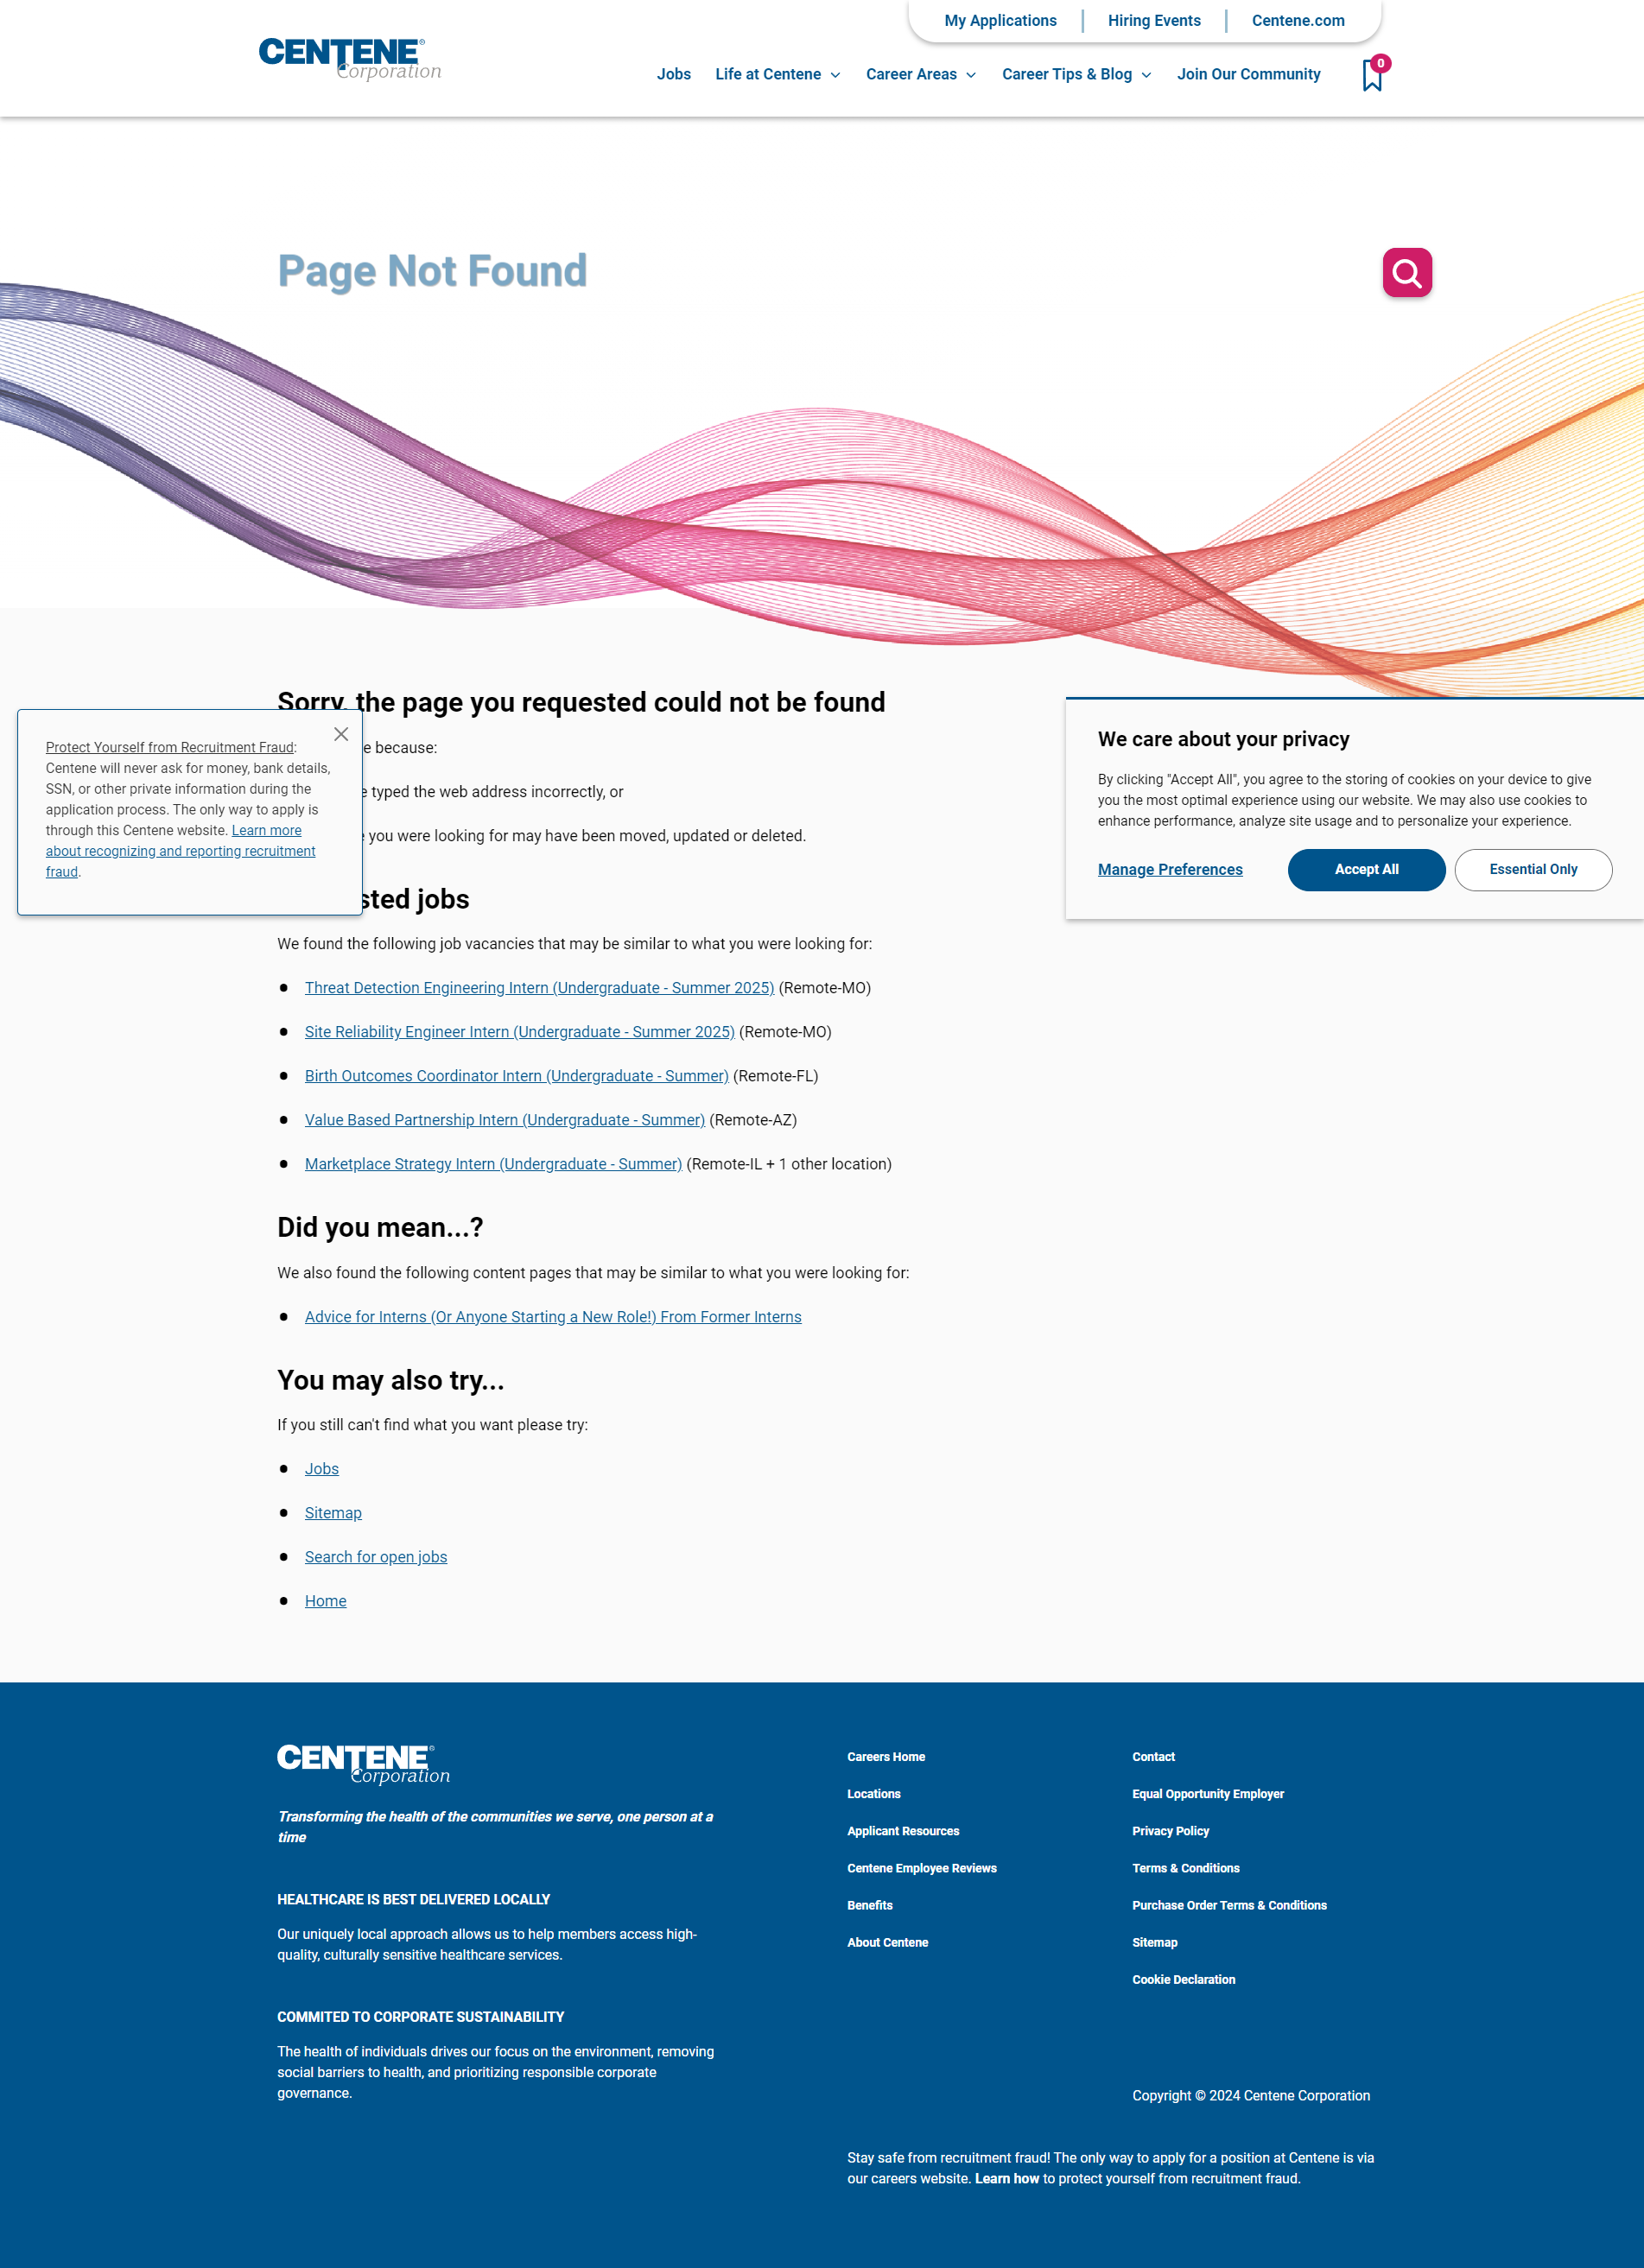 My Applications
Hiring Events
Centene.com
CENTENE®
Corporation
Jobs
Life at Centene
Career Areas
Career Tips & Blog
Join Our Community
0
Page Not Found
Sorry, the page you requested could not be found
because:
typed the web address incorrectly, or
you were looking for may have been moved, updated or deleted.
Protect Yourself from Recruitment Fraud:
Centene will never ask for money, bank details,
SSN, or other private information during the
application process. The only way to apply is
through this Centene website. Learn more
about recognizing and reporting recruitment
fraud.
We care about your privacy
By clicking "Accept All", you agree to the storing of cookies on your device to give
you the most optimal experience using our website. We may also use cookies to
enhance performance, analyze site usage and to personalize your experience.
Manage Preferences
Accept All
Essential Only
jobs
We found the following job vacancies that may be similar to what you were looking for:
Threat Detection Engineering Intern (Undergraduate - Summer 2025) (Remote-MO)
Site Reliability Engineer Intern (Undergraduate - Summer 2025) (Remote-MO)
Birth Outcomes Coordinator Intern (Undergraduate - Summer) (Remote-FL)
Value Based Partnership Intern (Undergraduate - Summer) (Remote-AZ)
Marketplace Strategy Intern (Undergraduate - Summer) (Remote-IL + 1 other location)
Did you mean...?
We also found the following content pages that may be similar to what you were looking for:
Advice for Interns (Or Anyone Starting a New Role!) From Former Interns
You may also try...
If you still can't find what you want please try:
Jobs
Sitemap
Search for open jobs
Home
CENTENE®
Corporation
Transforming the health of the communities we serve, one person at a
time
HEALTHCARE IS BEST DELIVERED LOCALLY
Our uniquely local approach allows us to help members access high-
quality, culturally sensitive healthcare services.
COMMITED TO CORPORATE SUSTAINABILITY
The health of individuals drives our focus on the environment, removing
social barriers to health, and prioritizing responsible corporate
governance.
Careers Home
Locations
Applicant Resources
Centene Employee Reviews
Benefits
About Centene
Contact
Equal Opportunity Employer
Privacy Policy
Terms & Conditions
Purchase Order Terms & Conditions
Sitemap
Cookie Declaration
Copyright © 2024 Centene Corporation
Stay safe from recruitment fraud! The only way to apply for a position at Centene is via
our careers website. Learn how to protect yourself from recruitment fraud.